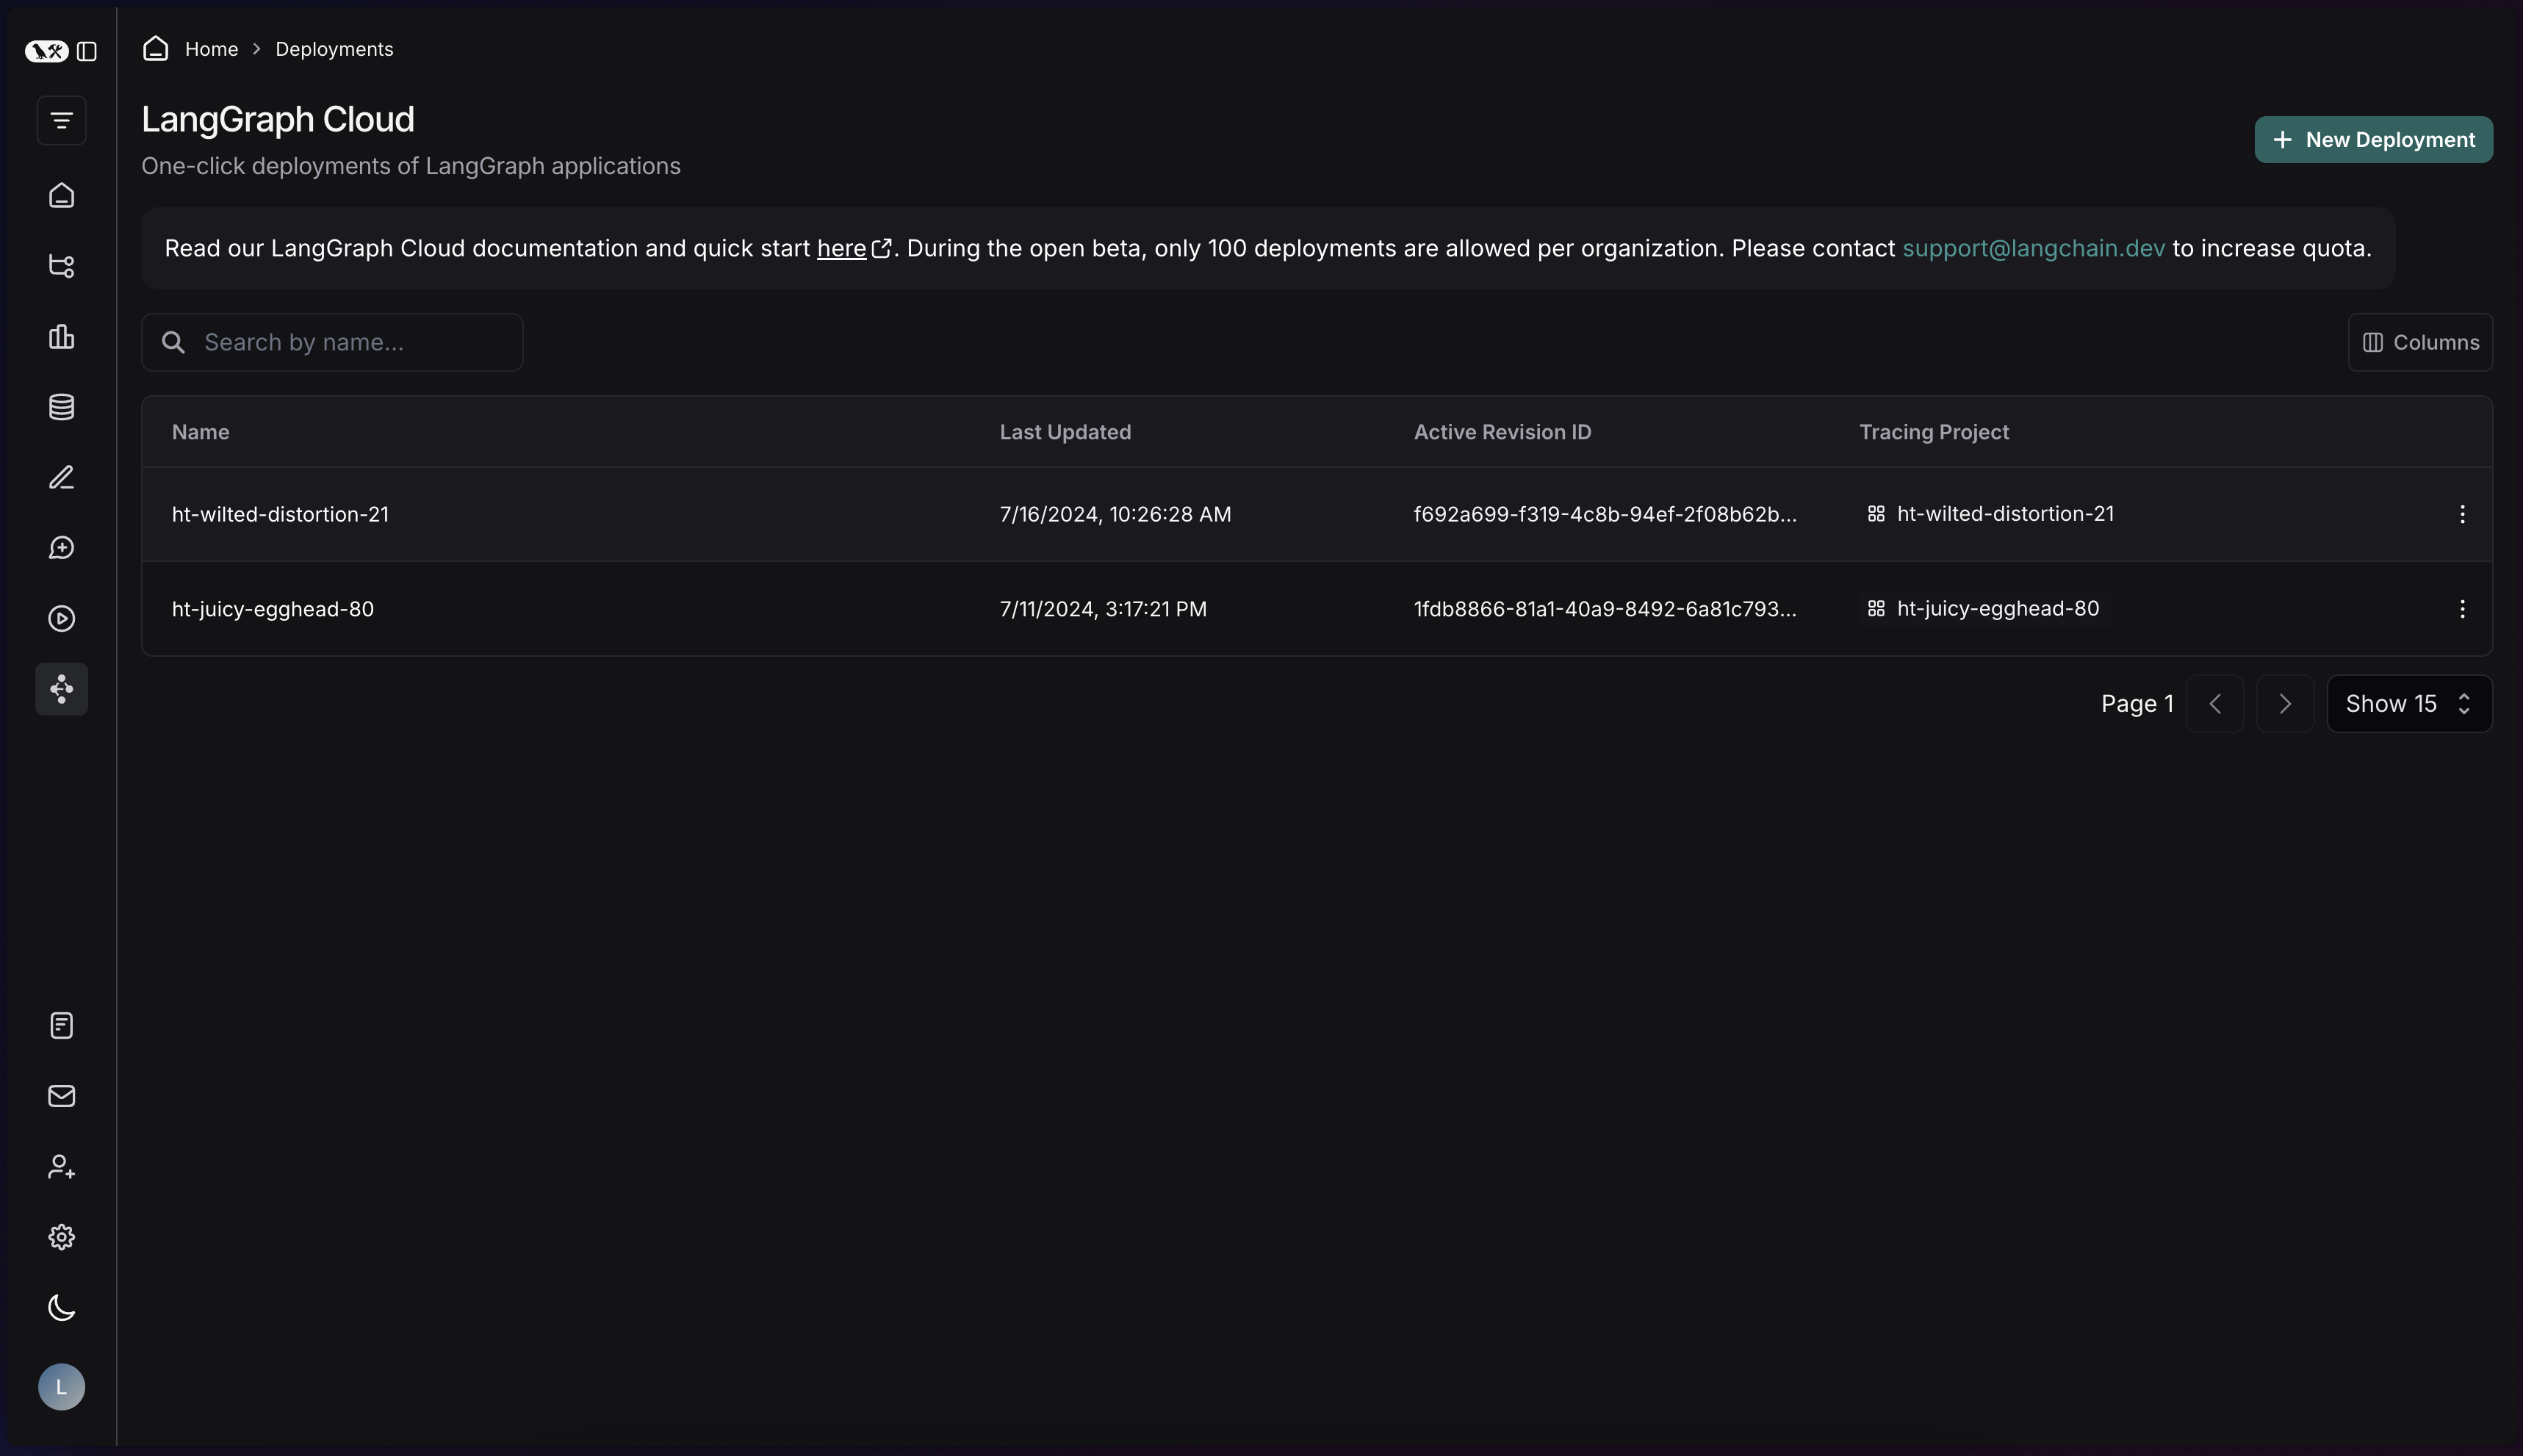 Home > Deployments
LangGraph Cloud
One-click deployments of LangGraph applications
+ New Deployment
Read our LangGraph Cloud documentation and quick start here. During the open beta, only 100 deployments are allowed per organization. Please contact support@langchain.dev to increase quota.
Search by name...
Columns
Name Last Updated Active Revision ID Tracing Project
ht-wilted-distortion-21 7/16/2024, 10:26:28 AM f692a699-f319-4c8b-94ef-2f08b62b... ht-wilted-distortion-21
ht-juicy-egghead-80 7/11/2024, 3:17:21 PM 1fdb8866-81a1-40a9-8492-6a81c793... ht-juicy-egghead-80
Page 1 Show 15
L